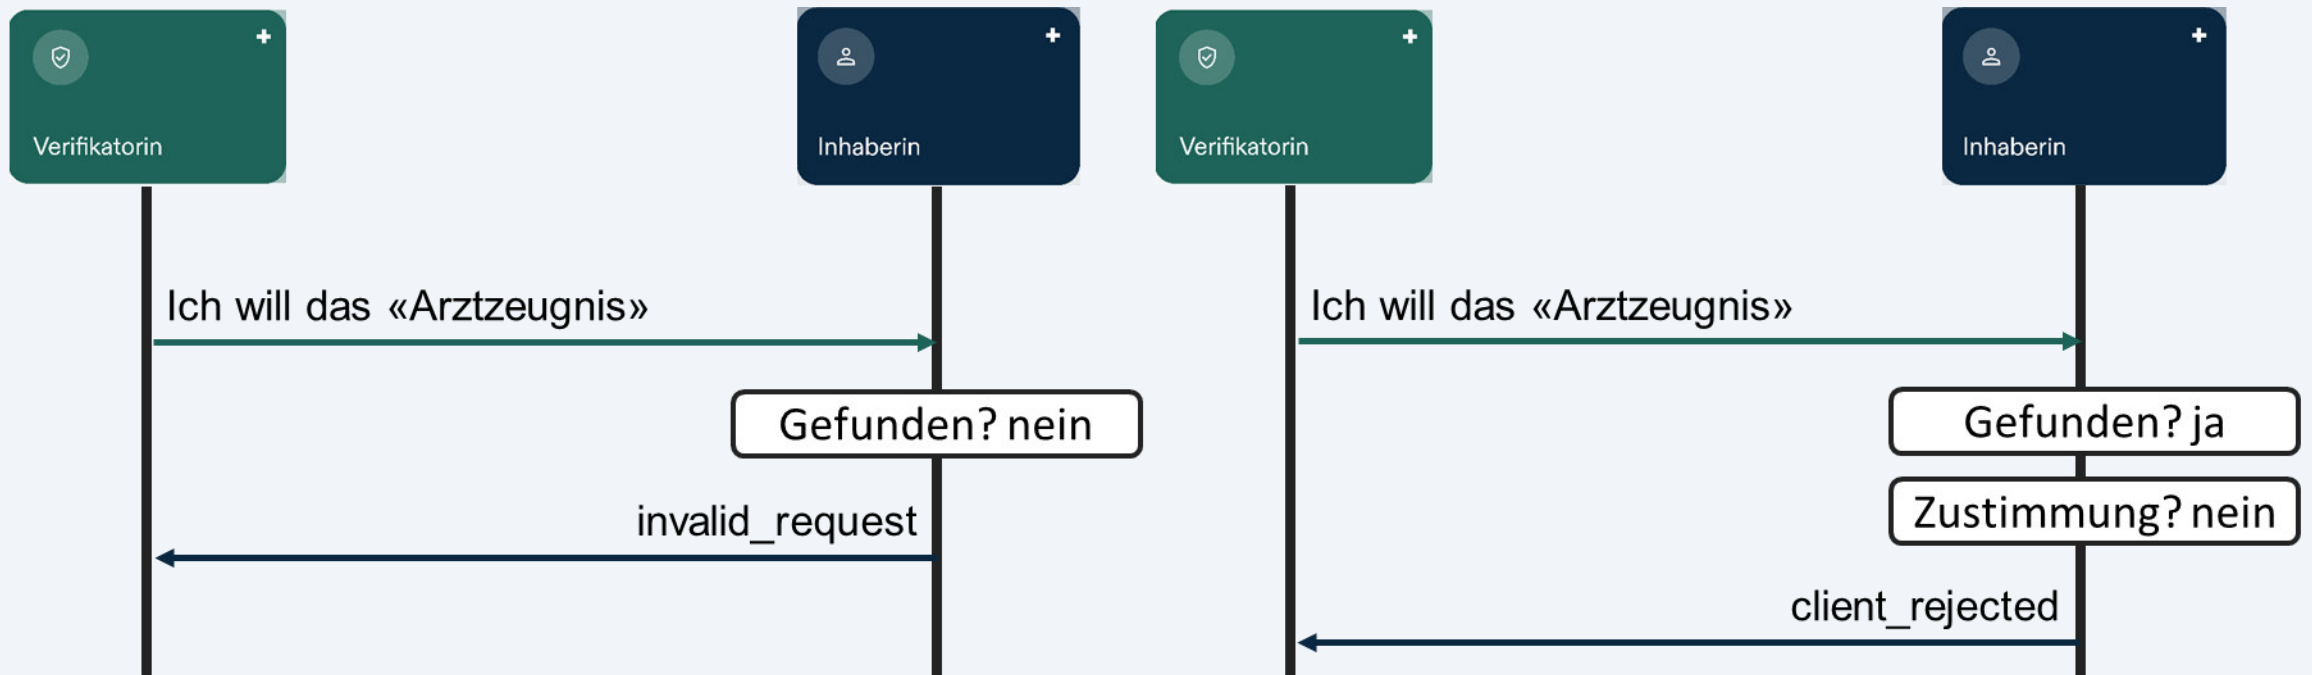 Verifikatorin
Inhaberin
Ich will das «Arztzeugnis»
Gefunden? nein
invalid_request
Verifikatorin
Inhaberin
Ich will das «Arztzeugnis»
Gefunden? ja
Zustimmung? nein
client_rejected